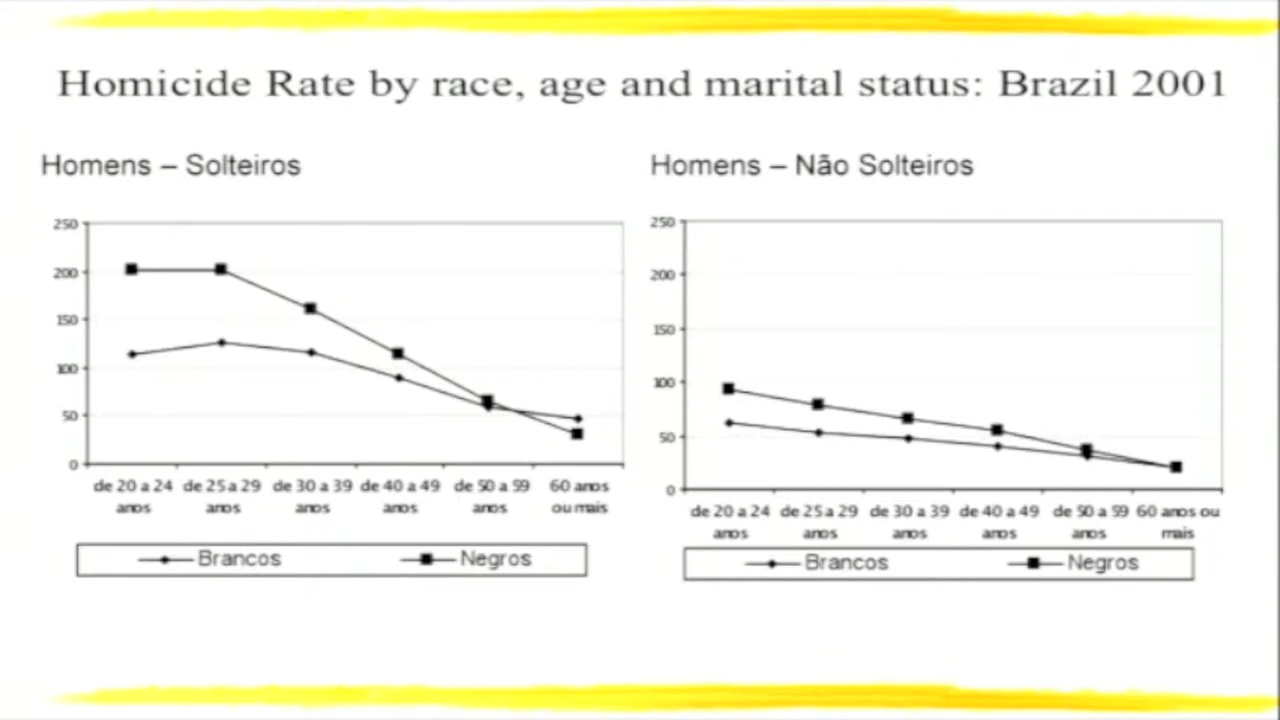 Homicide Rate by race, age and marital status: Brazil 2001
Homens – Solteiros
250
200
150
100
50
0
de 20 a 24 anos
de 25 a 29 anos
de 30 a 39 anos
de 40 a 49 anos
de 50 a 59 anos
60 anos ou mais
Brancos
Negros
Homens – Não Solteiros
250
200
150
100
50
0
de 20 a 24 anos
de 25 a 29 anos
de 30 a 39 anos
de 40 a 49 anos
de 50 a 59 anos
60 anos ou mais
Brancos
Negros